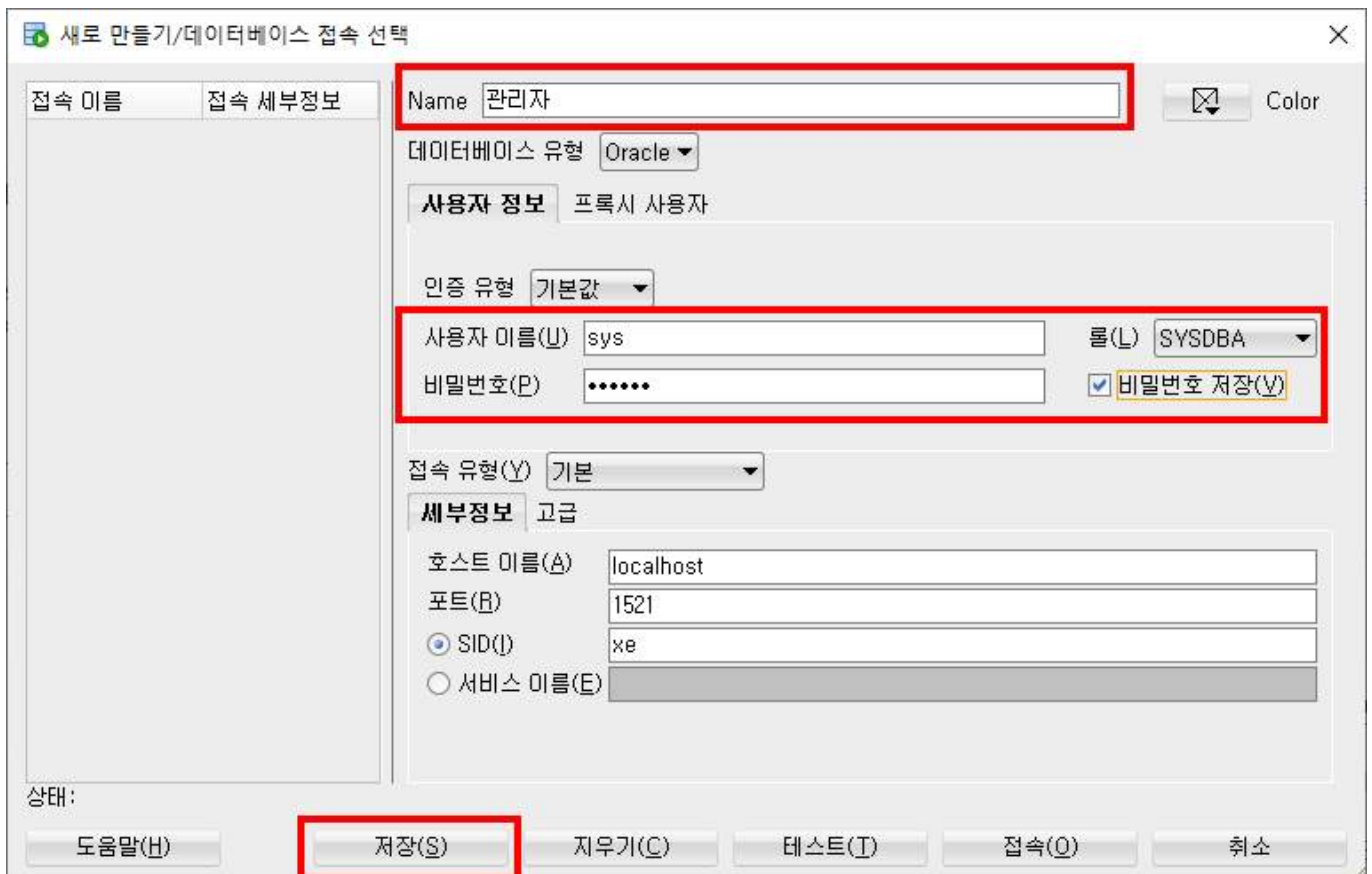 새로 만들기/데이터베이스 접속 선택
접속 이름 접속 세부정보
Name 관리자 Color
데이터베이스 유형 Oracle
사용자 정보 프록시 사용자
인증 유형 기본값
사용자 이름(U) sys 롤(L) SYSDBA
비밀번호(P) •••••• 비밀번호 저장(V)
접속 유형(Y) 기본
세부정보 고급
호스트 이름(A) localhost
포트(R) 1521
SID(I) xe
서비스 이름(E)
상태:
도움말(H) 저장(S) 지우기(C) 테스트(T) 접속(O) 취소